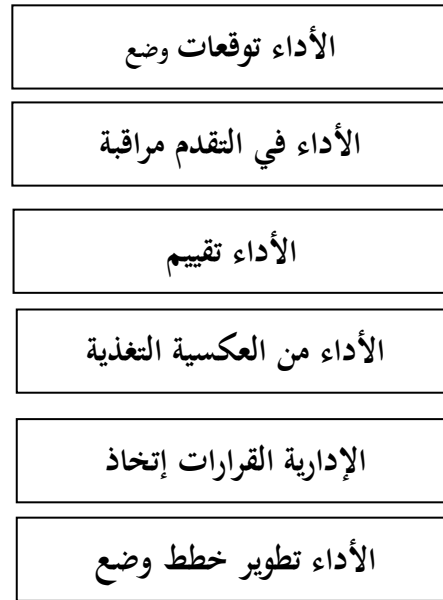 الأداء توقعات وضع
الأداء في التقدم مراقبة
الأداء تقييم
الأداء من العكسية التغذية
الإدارية القرارات إتخاذ
الأداء تطوير خطط وضع